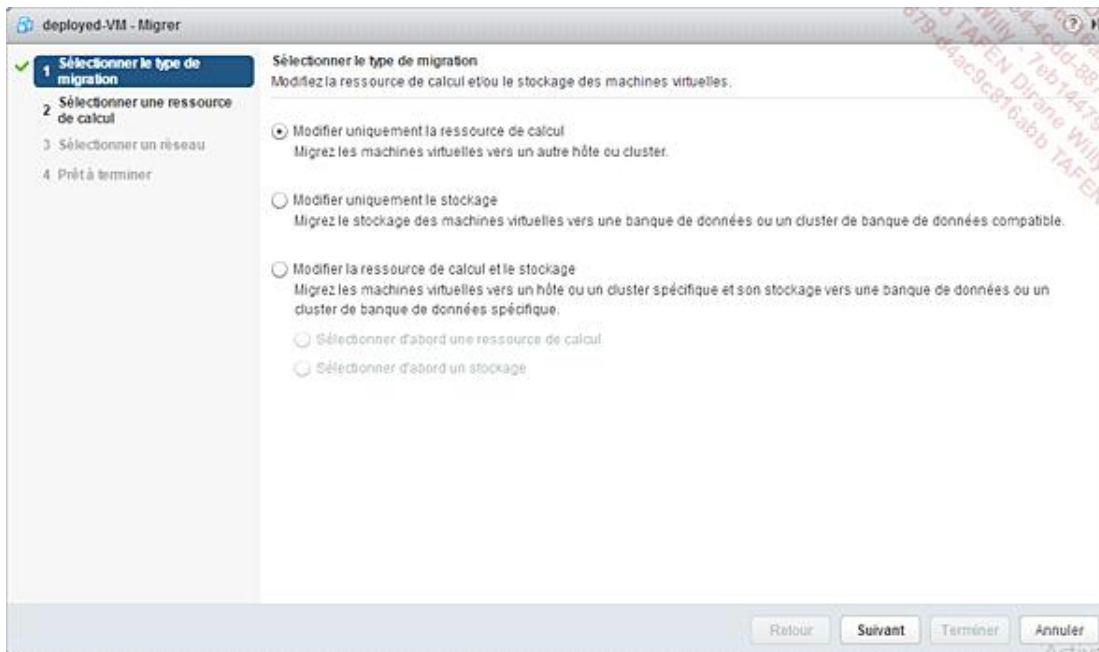 deployed-VM - Migrer
1 Sélectionner le type de
migration
2 Sélectionner une ressource
de calcul
3 Sélectionner un réseau
4 Prêt à terminer
Sélectionner le type de migration
Modifiez la ressource de calcul et/ou le stockage des machines virtuelles.
Modifier uniquement la ressource de calcul
Migrez les machines virtuelles vers un autre hôte ou cluster.
Modifier uniquement le stockage
Migrez le stockage des machines virtuelles vers une banque de données ou un cluster de banque de données compatible.
Modifier la ressource de calcul et le stockage
Migrez les machines virtuelles vers un hôte ou un cluster spécifique et son stockage vers une banque de données ou un
cluster de banque de données spécifique.
Sélectionner d'abord une ressource de calcul
Sélectionner d'abord un stockage
Retour Suivant Terminer Annuler